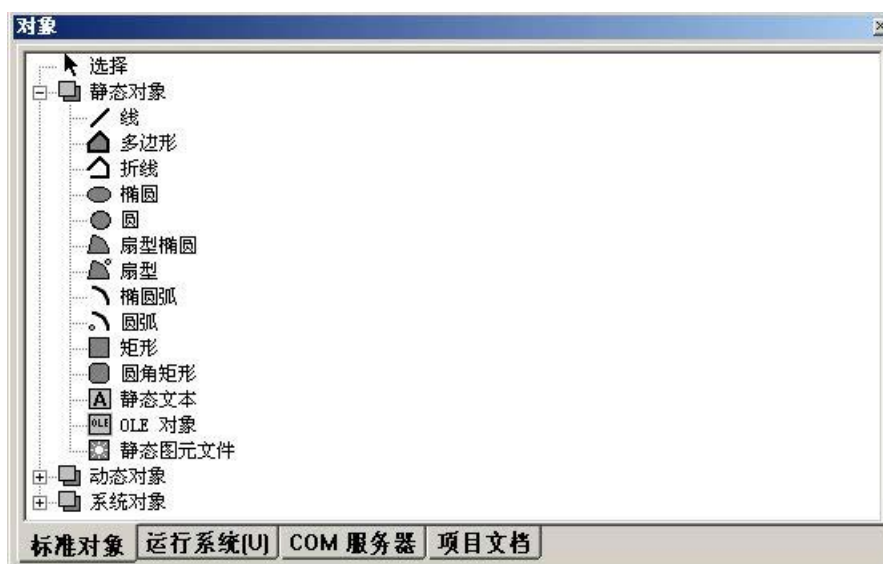 对象
选择
静态对象
线
多边形
折线
椭圆
圆
扇型椭圆
扇型
椭圆弧
圆弧
矩形
圆角矩形
A 静态文本
OLE OLE 对象
静态图元文件
动态对象
系统对象
标准对象 运行系统(U) COM 服务器 项目文档